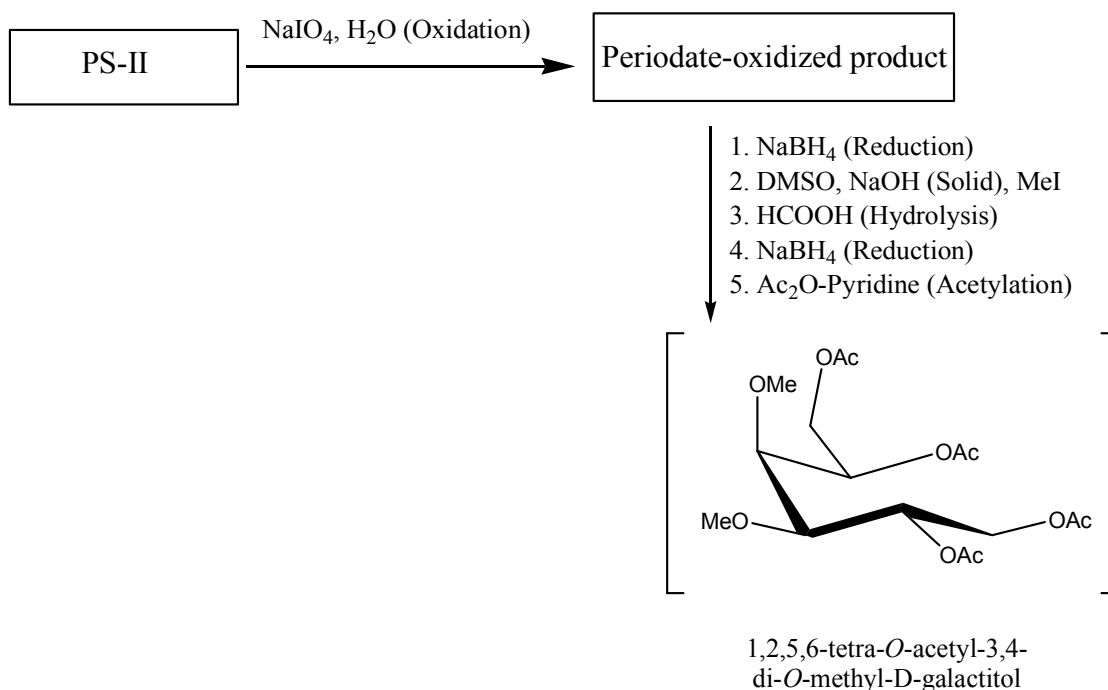 NaIO4, H2O (Oxidation)
PS-II
Periodate-oxidized product
1. NaBH4 (Reduction)
2. DMSO, NaOH (Solid), MeI
3. HCOOH (Hydrolysis)
4. NaBH4 (Reduction)
5. Ac2O-Pyridine (Acetylation)
OAc
OMe
OAc
MeO
OAc
OAc
1,2,5,6-tetra-O-acetyl-3,4-
di-O-methyl-D-galactitol